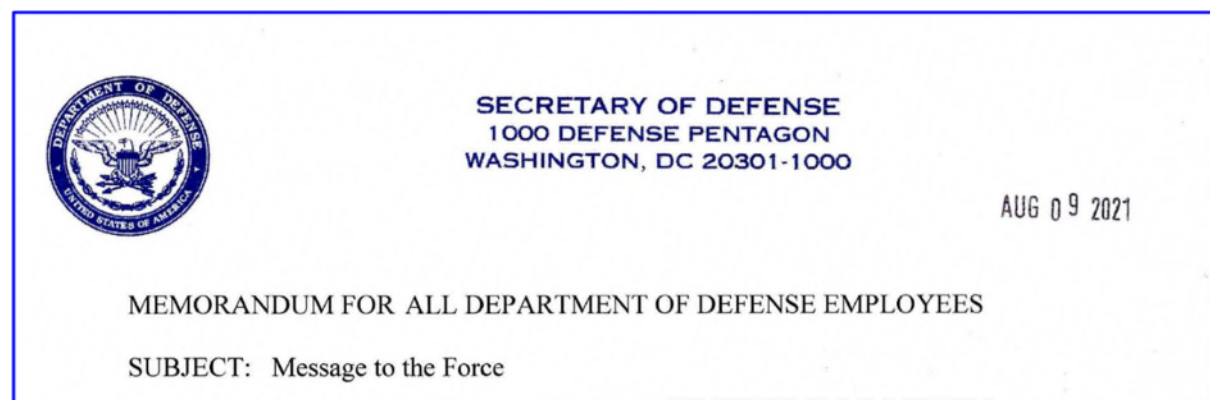 DEPARTMENT OF DEFENSE
UNITED STATES OF AMERICA
SECRETARY OF DEFENSE
1000 DEFENSE PENTAGON
WASHINGTON, DC 20301-1000
AUG 09 2021
MEMORANDUM FOR ALL DEPARTMENT OF DEFENSE EMPLOYEES
SUBJECT: Message to the Force